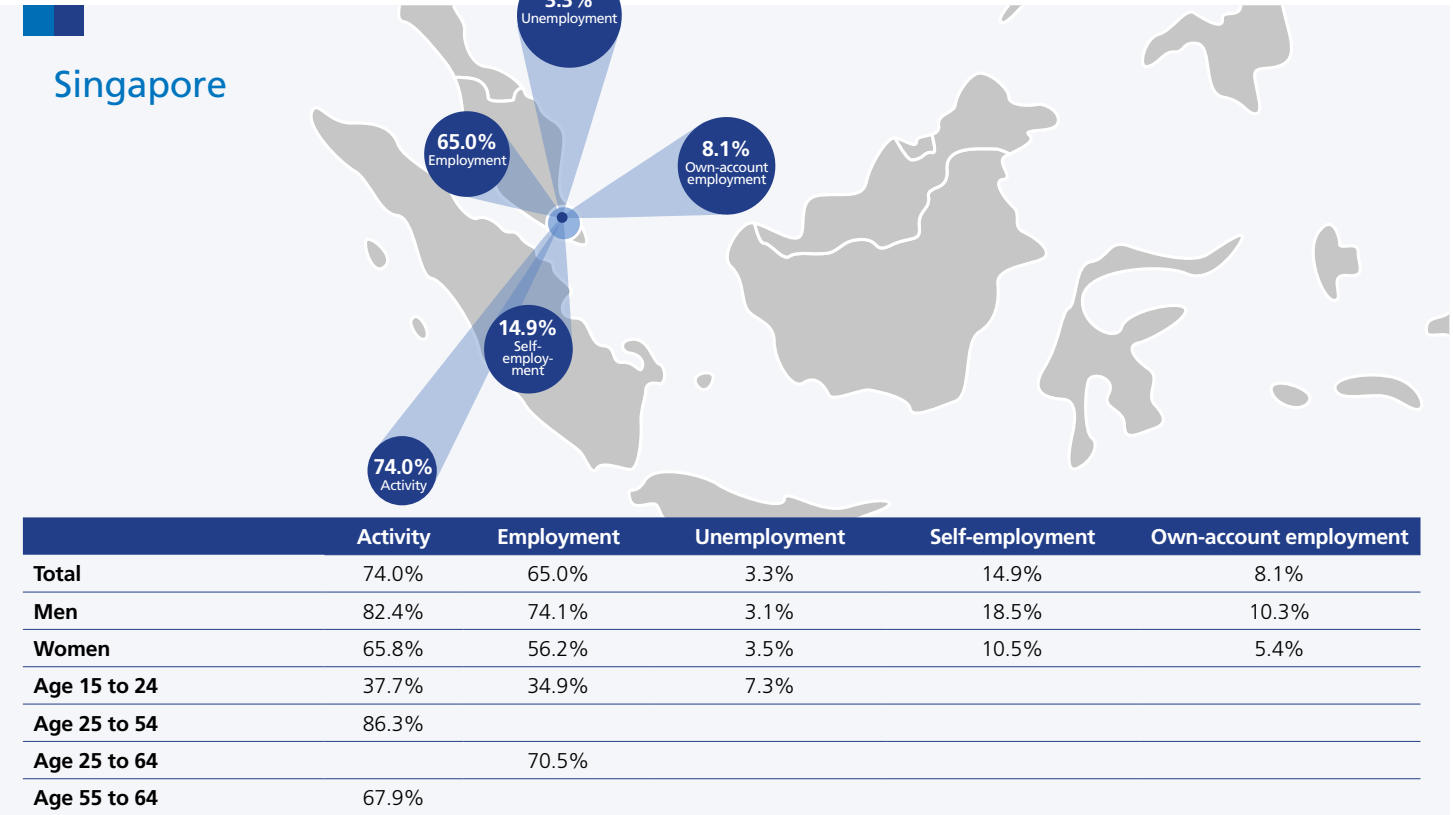 Singapore
3.3%
Unemployment
65.0%
Employment
8.1%
Own-account
employment
14.9%
Self-
employ-
ment
74.0%
Activity
Activity Employment Unemployment Self-employment Own-account employment
Total 74.0% 65.0% 3.3% 14.9% 8.1%
Men 82.4% 74.1% 3.1% 18.5% 10.3%
Women 65.8% 56.2% 3.5% 10.5% 5.4%
Age 15 to 24 37.7% 34.9% 7.3%
Age 25 to 54 86.3%
Age 25 to 64 70.5%
Age 55 to 64 67.9%